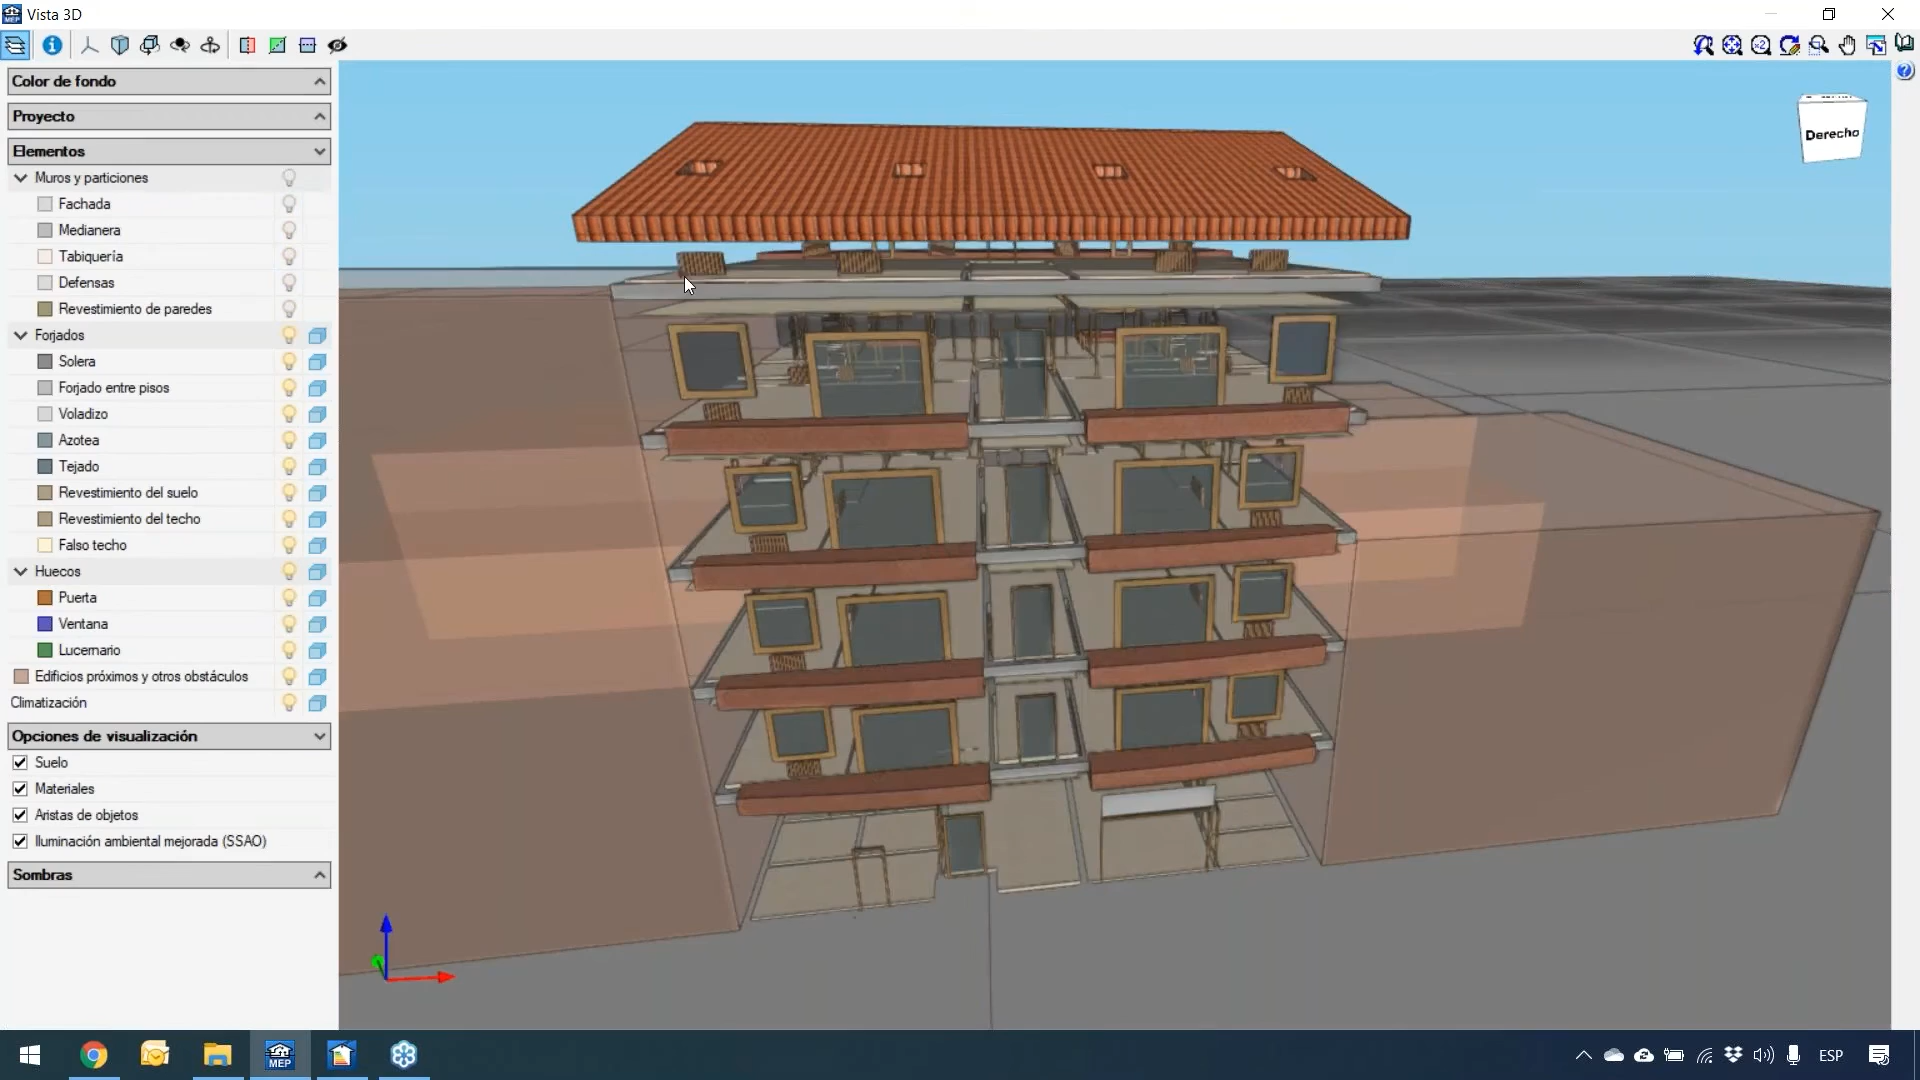 Vista 3D
Color de fondo
Proyecto
Derecho
Elementos
Muros y particiones
Fachada
Medianera
Tabiquería
Defensas
Revestimiento de paredes
Forjados
Solera
Forjado entre pisos
Voladizo
Azotea
Tejado
Revestimiento del suelo
Revestimiento del techo
Falso techo
Huecos
Puerta
Ventana
Lucernario
Edificios próximos y otros obstáculos
Climatización
Opciones de visualización
Suelo
Materiales
Aristas de objetos
Iluminación ambiental mejorada (SSAO)
Sombras
MEP
ESP